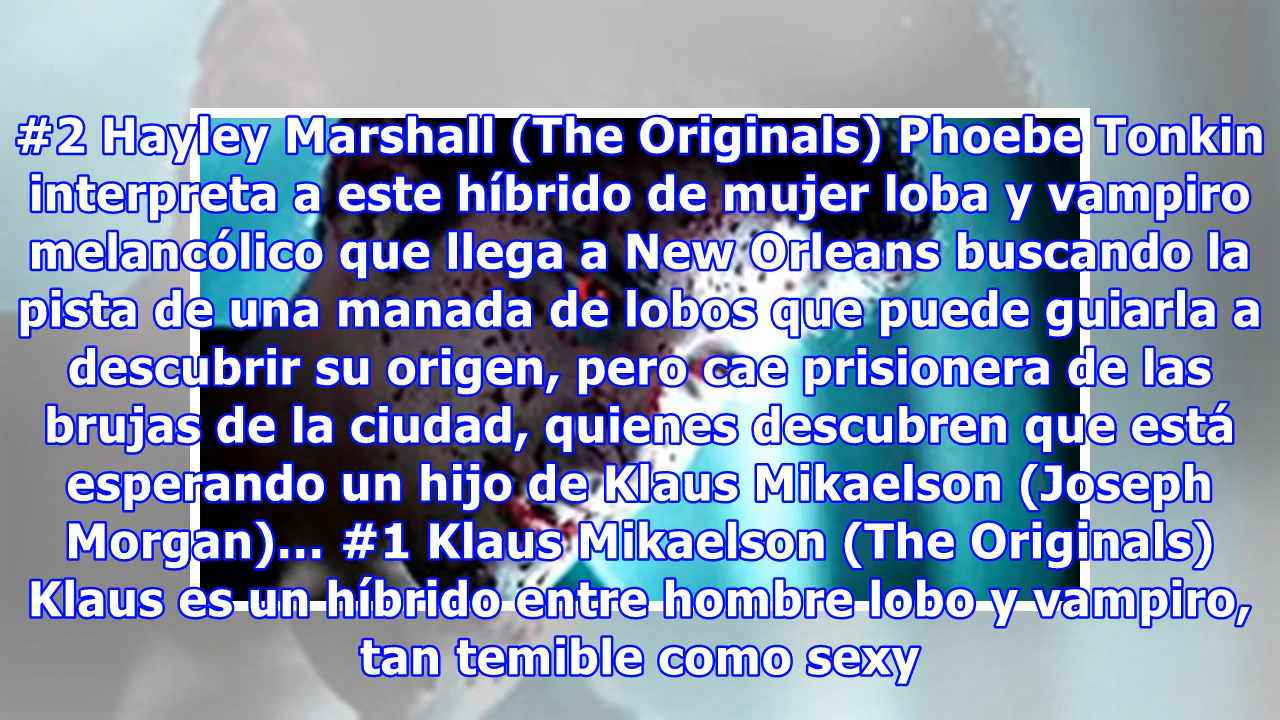 #2 Hayley Marshall (The Originals) Phoebe Tonkin
interpreta a este híbrido de mujer loba y vampiro
melancólico que llega a New Orleans buscando la
pista de una manada de lobos que puede guiarla a
descubrir su origen, pero cae prisionera de las
brujas de la ciudad, quienes descubren que está
esperando un hijo de Klaus Mikaelson (Joseph
Morgan)... #1 Klaus Mikaelson (The Originals)
Klaus es un híbrido entre hombre lobo y vampiro,
tan temible como sexy